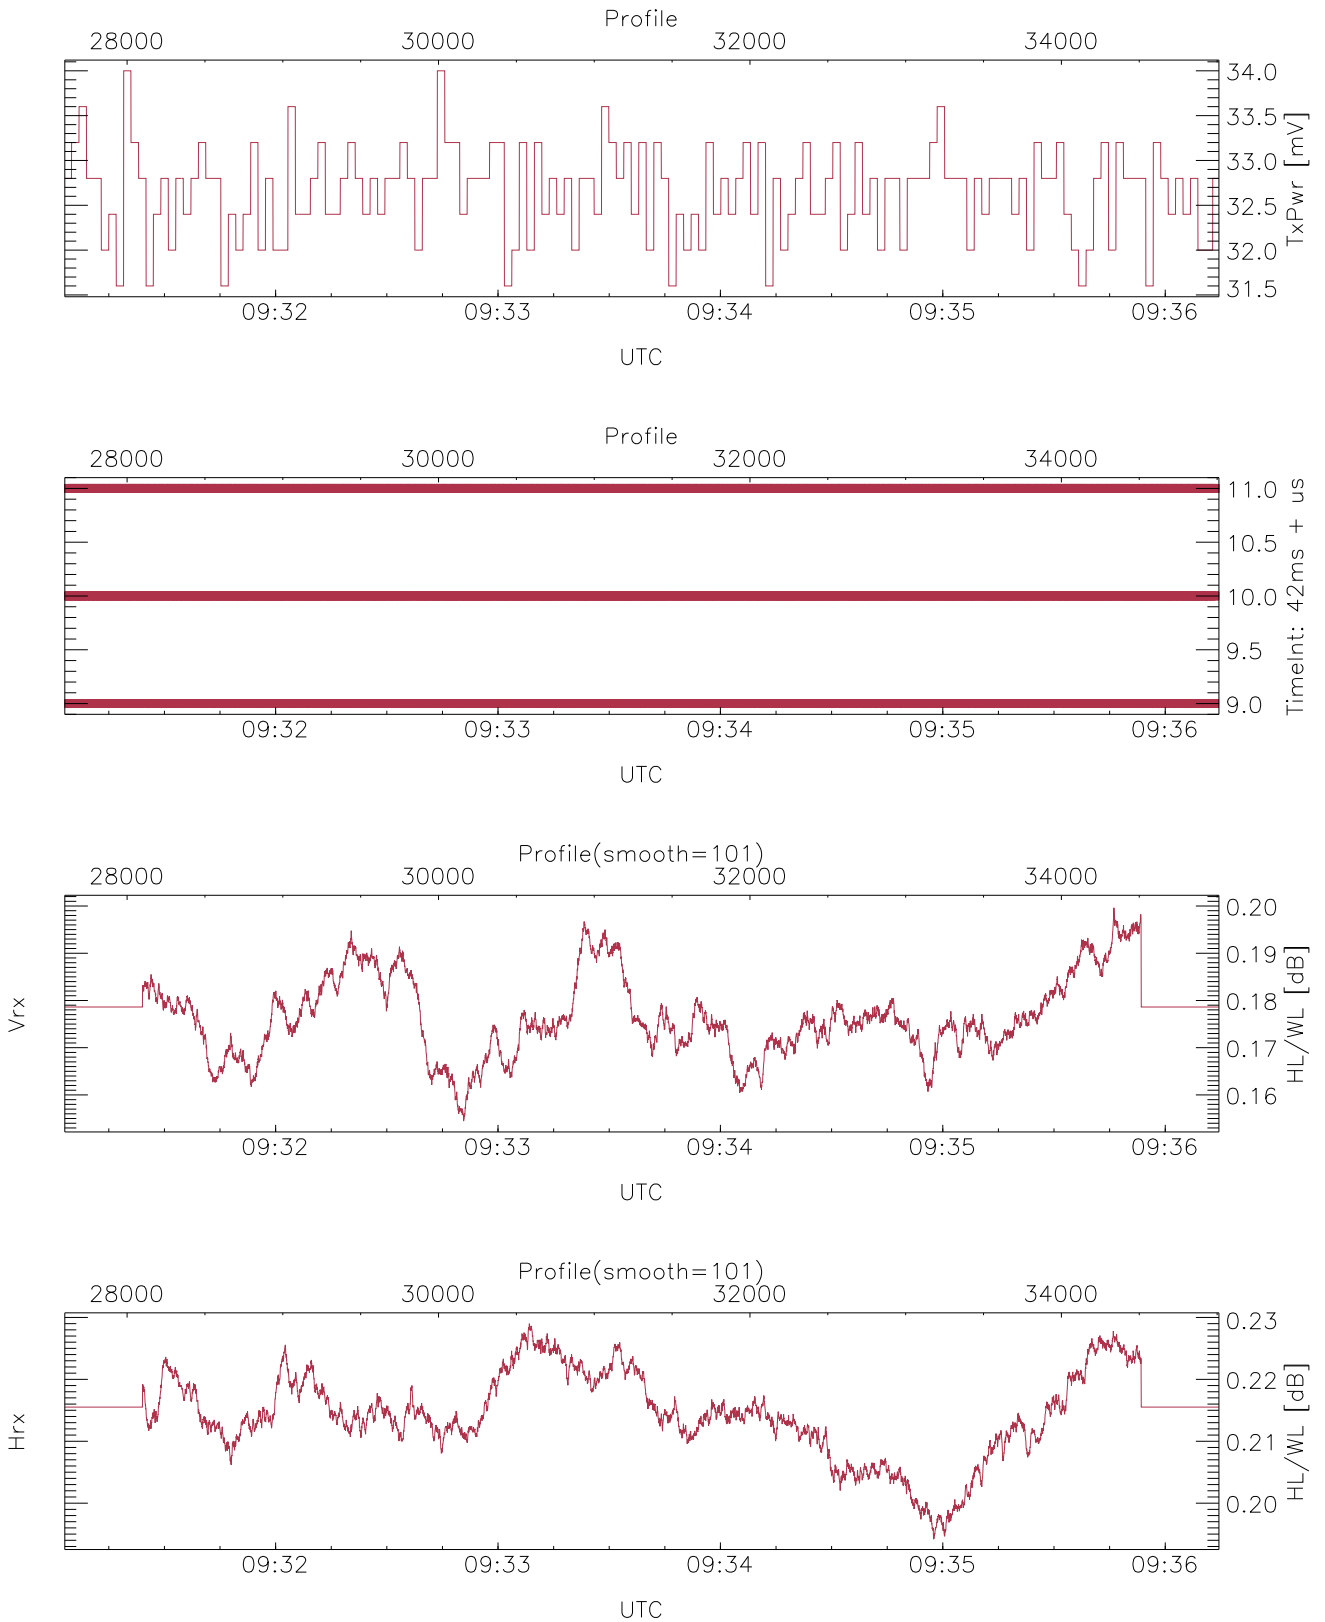 Profile
28000 30000 32000 34000
34.0
33.5
33.0
32.5
32.0
31.5
TxPwr [mV]
09:32 09:33 09:34 09:35 09:36
UTC
Profile
28000 30000 32000 34000
11.0
10.5
10.0
9.5
9.0
TimeInt: 42ms + us
09:32 09:33 09:34 09:35 09:36
UTC
Profile(smooth=101)
28000 30000 32000 34000
Vrx
0.20
0.19
0.18
0.17
0.16
HL/WL [dB]
09:32 09:33 09:34 09:35 09:36
UTC
Profile(smooth=101)
28000 30000 32000 34000
Hrx
0.23
0.22
0.21
0.20
HL/WL [dB]
09:32 09:33 09:34 09:35 09:36
UTC